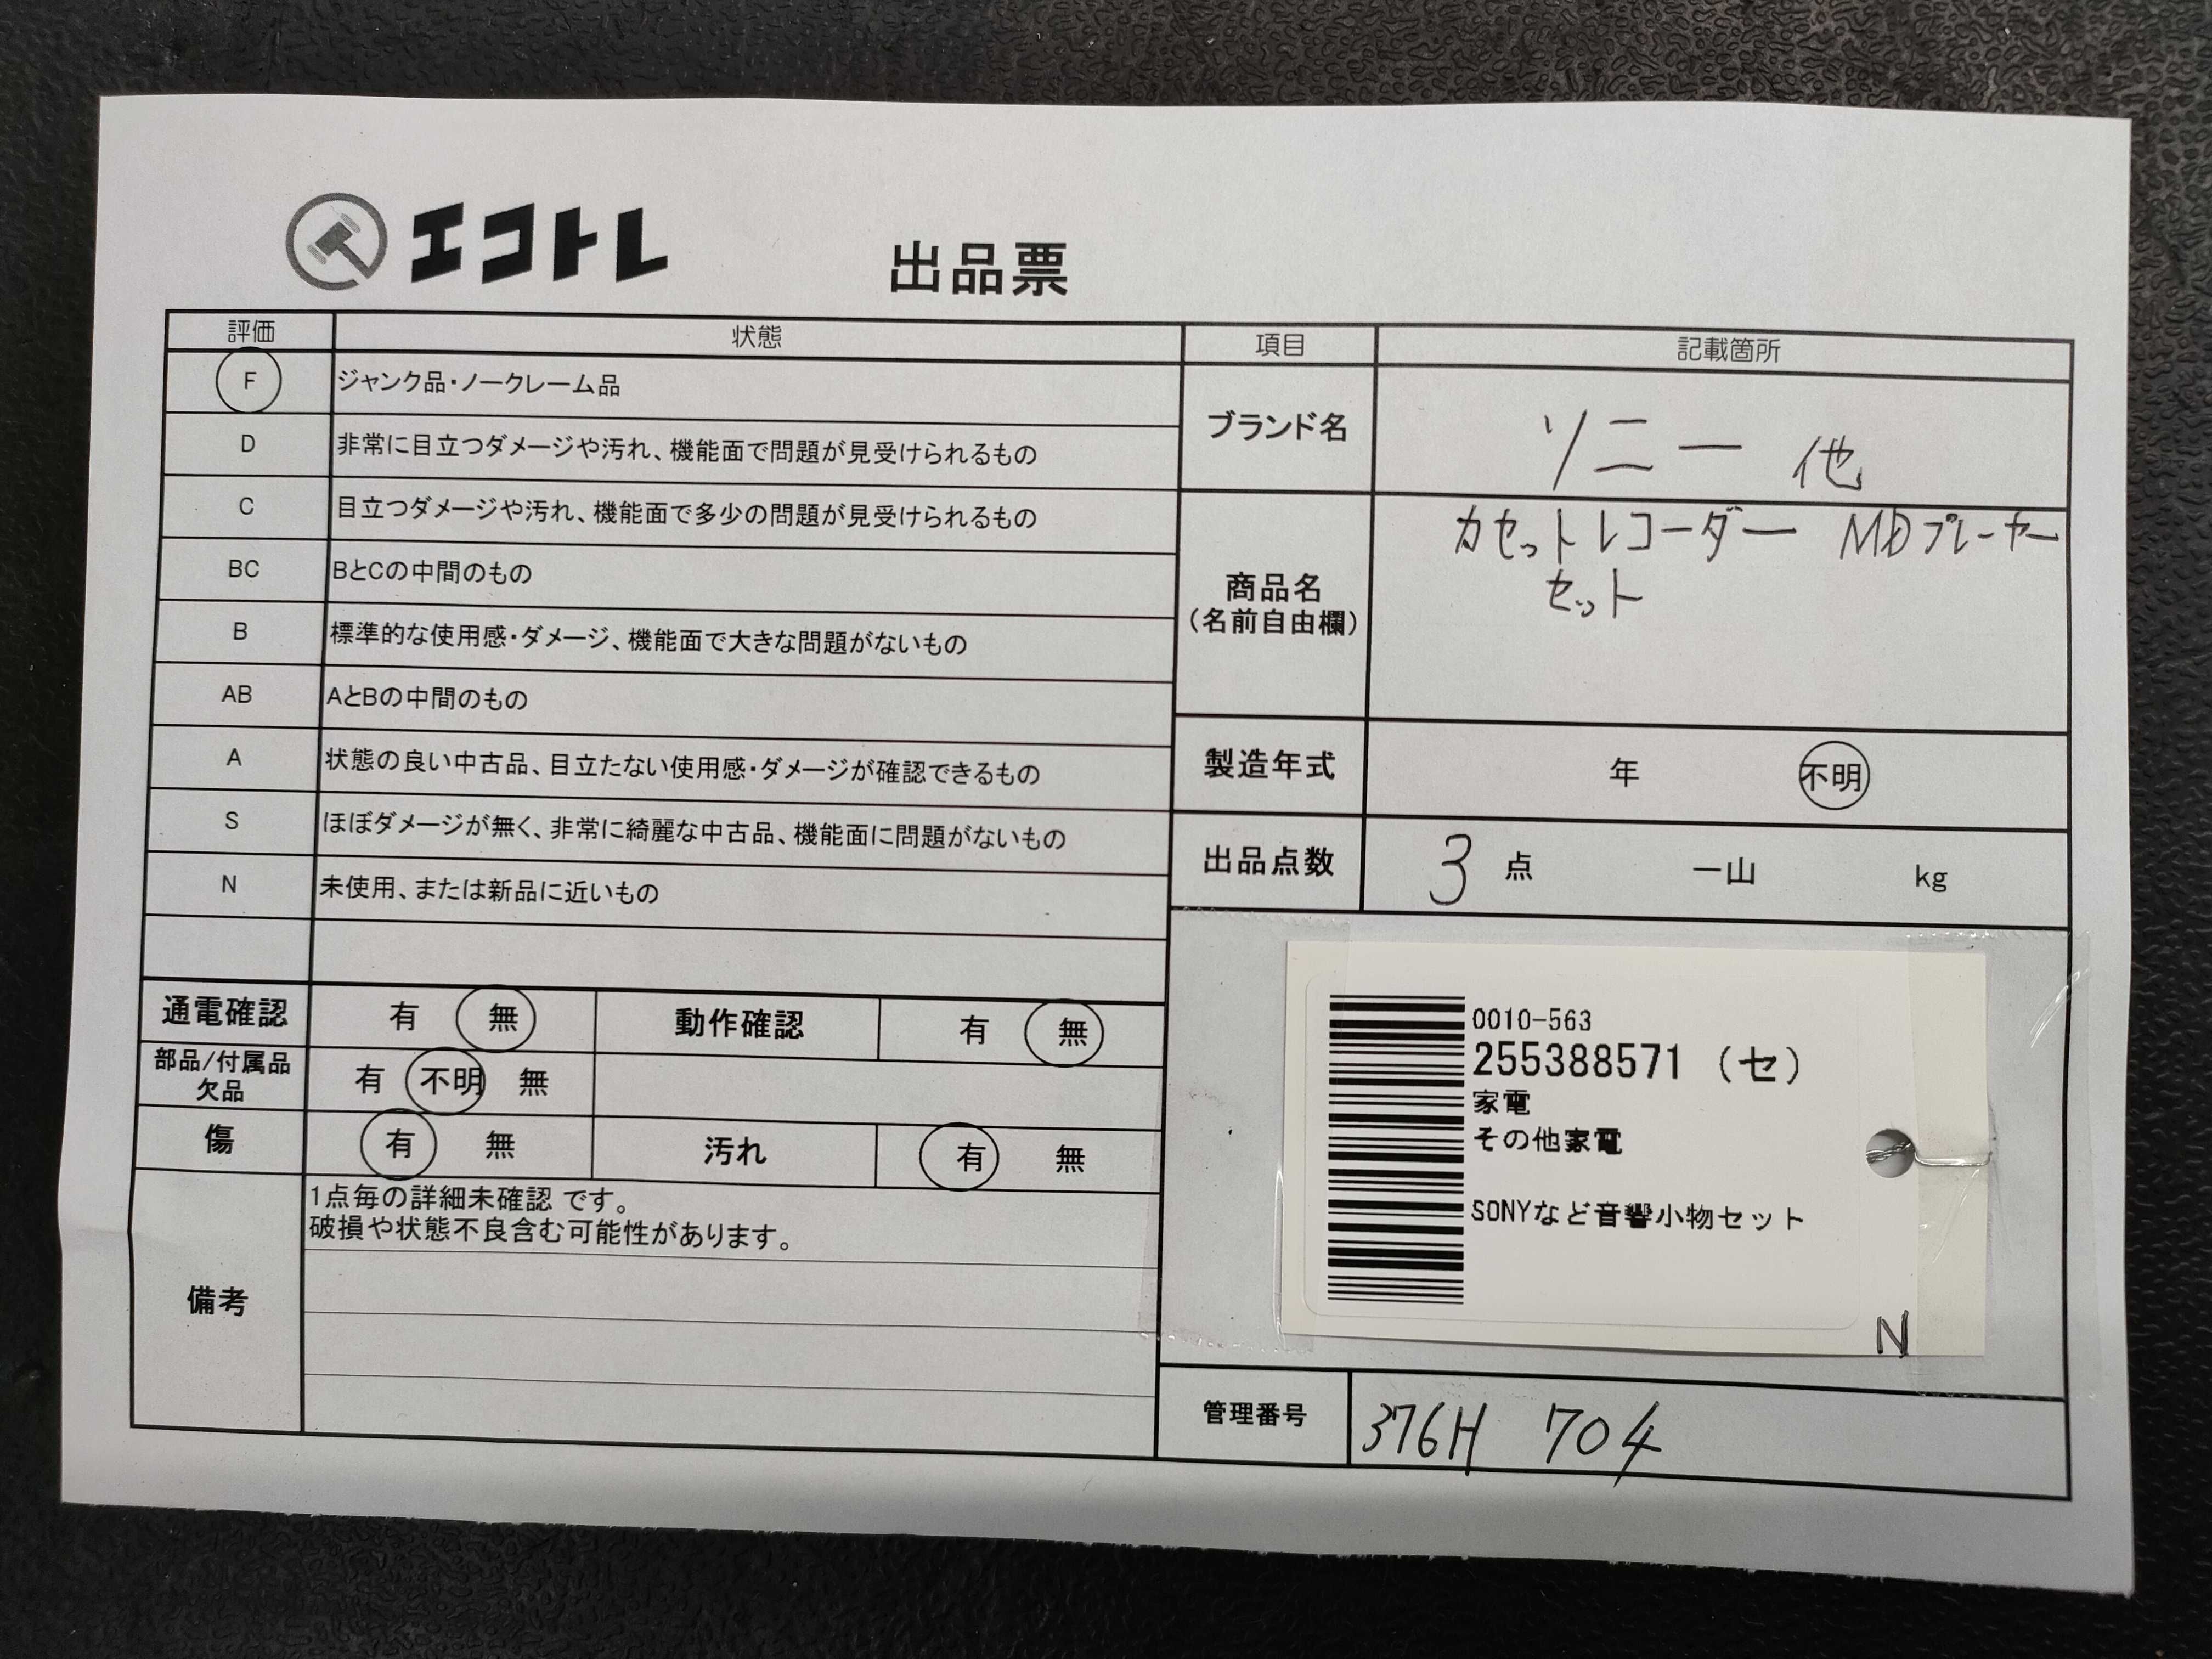 エコトレ
出品票
評価 状態
F ジャンク品・ノークレーム品
D 非常に目立つダメージや汚れ、機能面で問題が見受けられるもの
C 目立つダメージや汚れ、機能面で多少の問題が見受けられるもの
BC BとCの中間のもの
B 標準的な使用感・ダメージ、機能面で大きな問題がないもの
AB AとBの中間のもの
A 状態の良い中古品、目立たない使用感・ダメージが確認できるもの
S ほぼダメージが無く、非常に綺麗な中古品、機能面に問題がないもの
N 未使用、または新品に近いもの
通電確認 有 無 動作確認 有 無
部品/付属品
欠品
有 不明 無
傷 有 無 汚れ 有 無
備考
1点毎の詳細未確認 です。
破損や状態不良含む可能性があります。
項目 記載箇所
ブランド名 ソニー 他
商品名
(名前自由欄)
カセットレコーダー MDプレーヤー
セット
製造年式 年 不明
出品点数 3 点 一山 kg
0010-563
255388571 (セ)
家電
その他家電
SONYなど音響小物セット
N
管理番号 376H 704